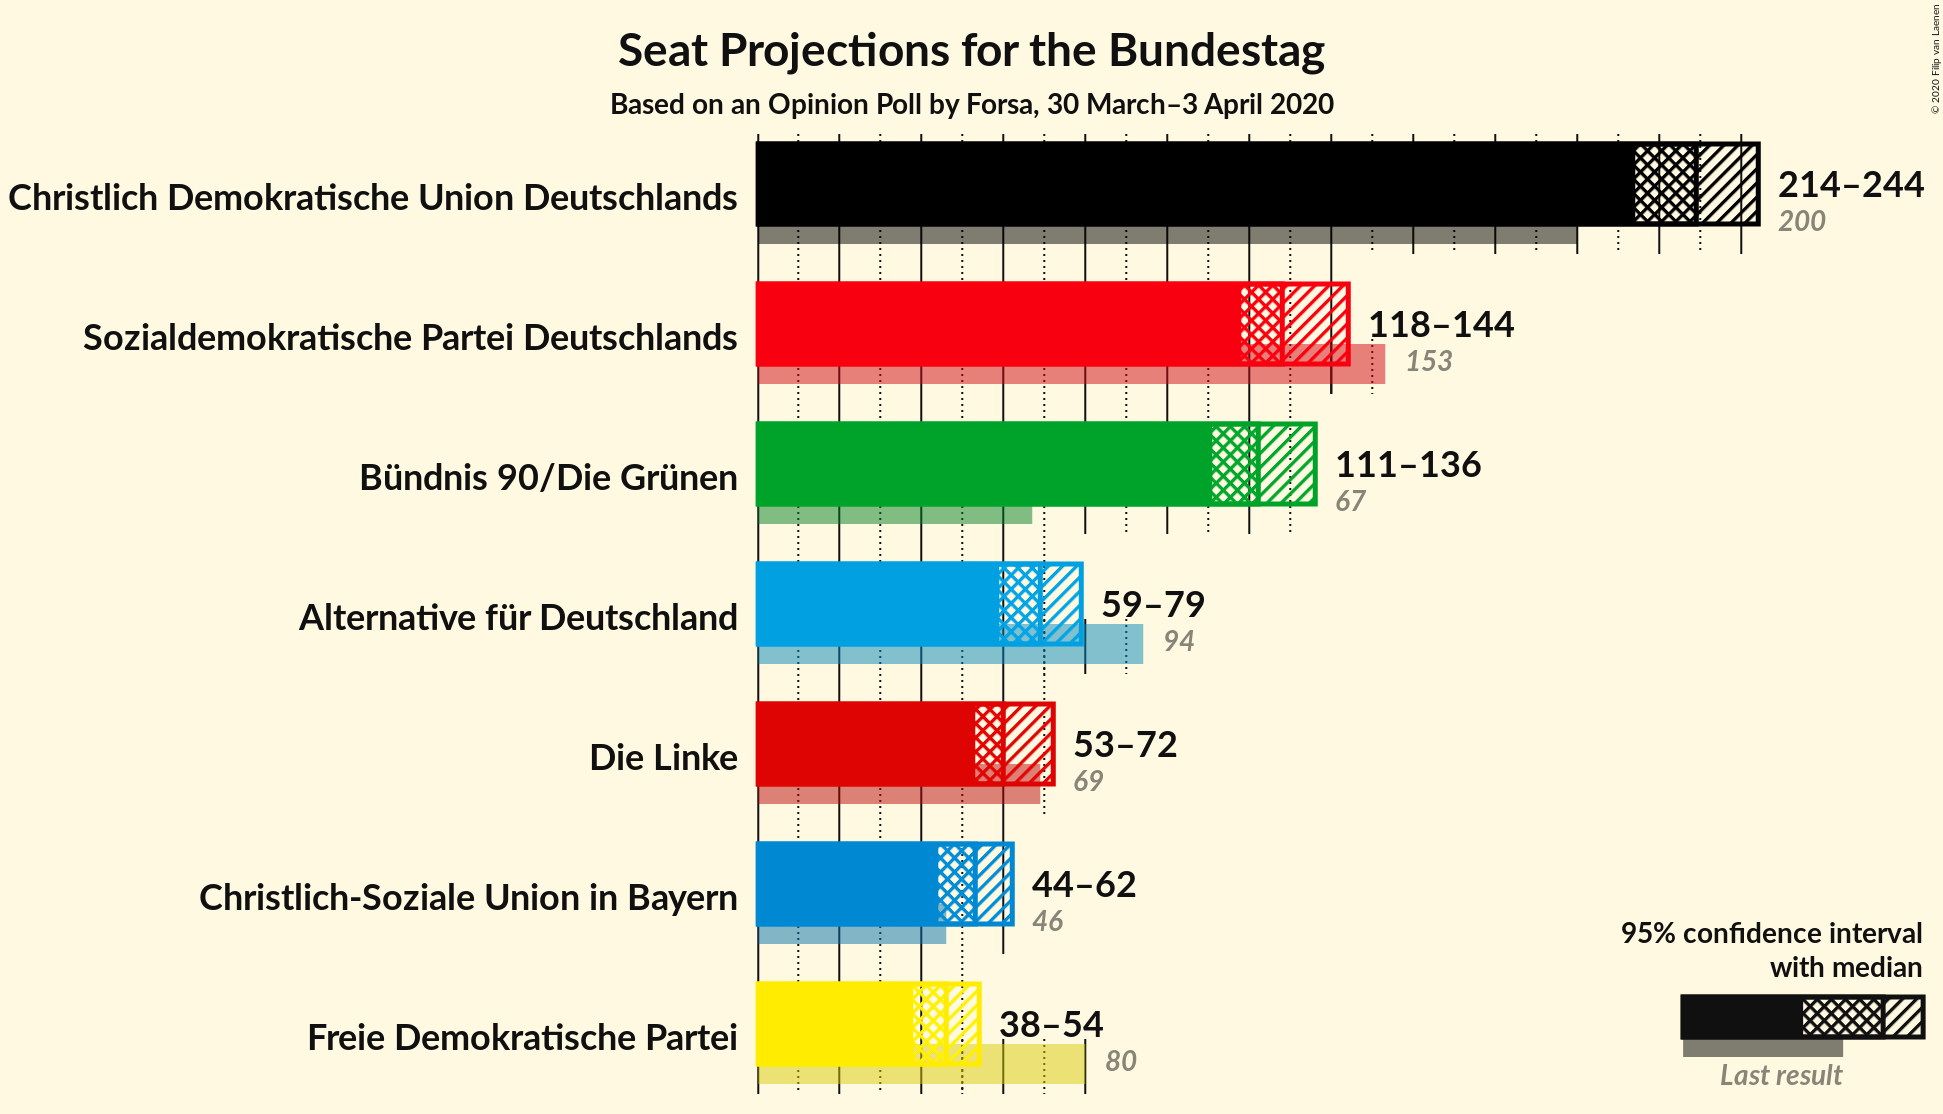 Seat Projections for the Bundestag
Based on an Opinion Poll by Forsa, 30 March–3 April 2020
© 2020 Filip van Laenen
Christlich Demokratische Union Deutschlands
214–244
200
Sozialdemokratische Partei Deutschlands
118–144
153
Bündnis 90/Die Grünen
111–136
67
Alternative für Deutschland
59–79
94
Die Linke
53–72
69
Christlich-Soziale Union in Bayern
44–62
46
Freie Demokratische Partei
38–54
80
95% confidence interval
with median
Last result